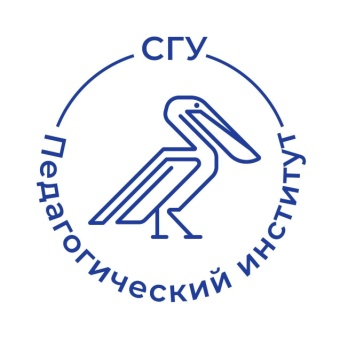 СГУ
Педагогический институт